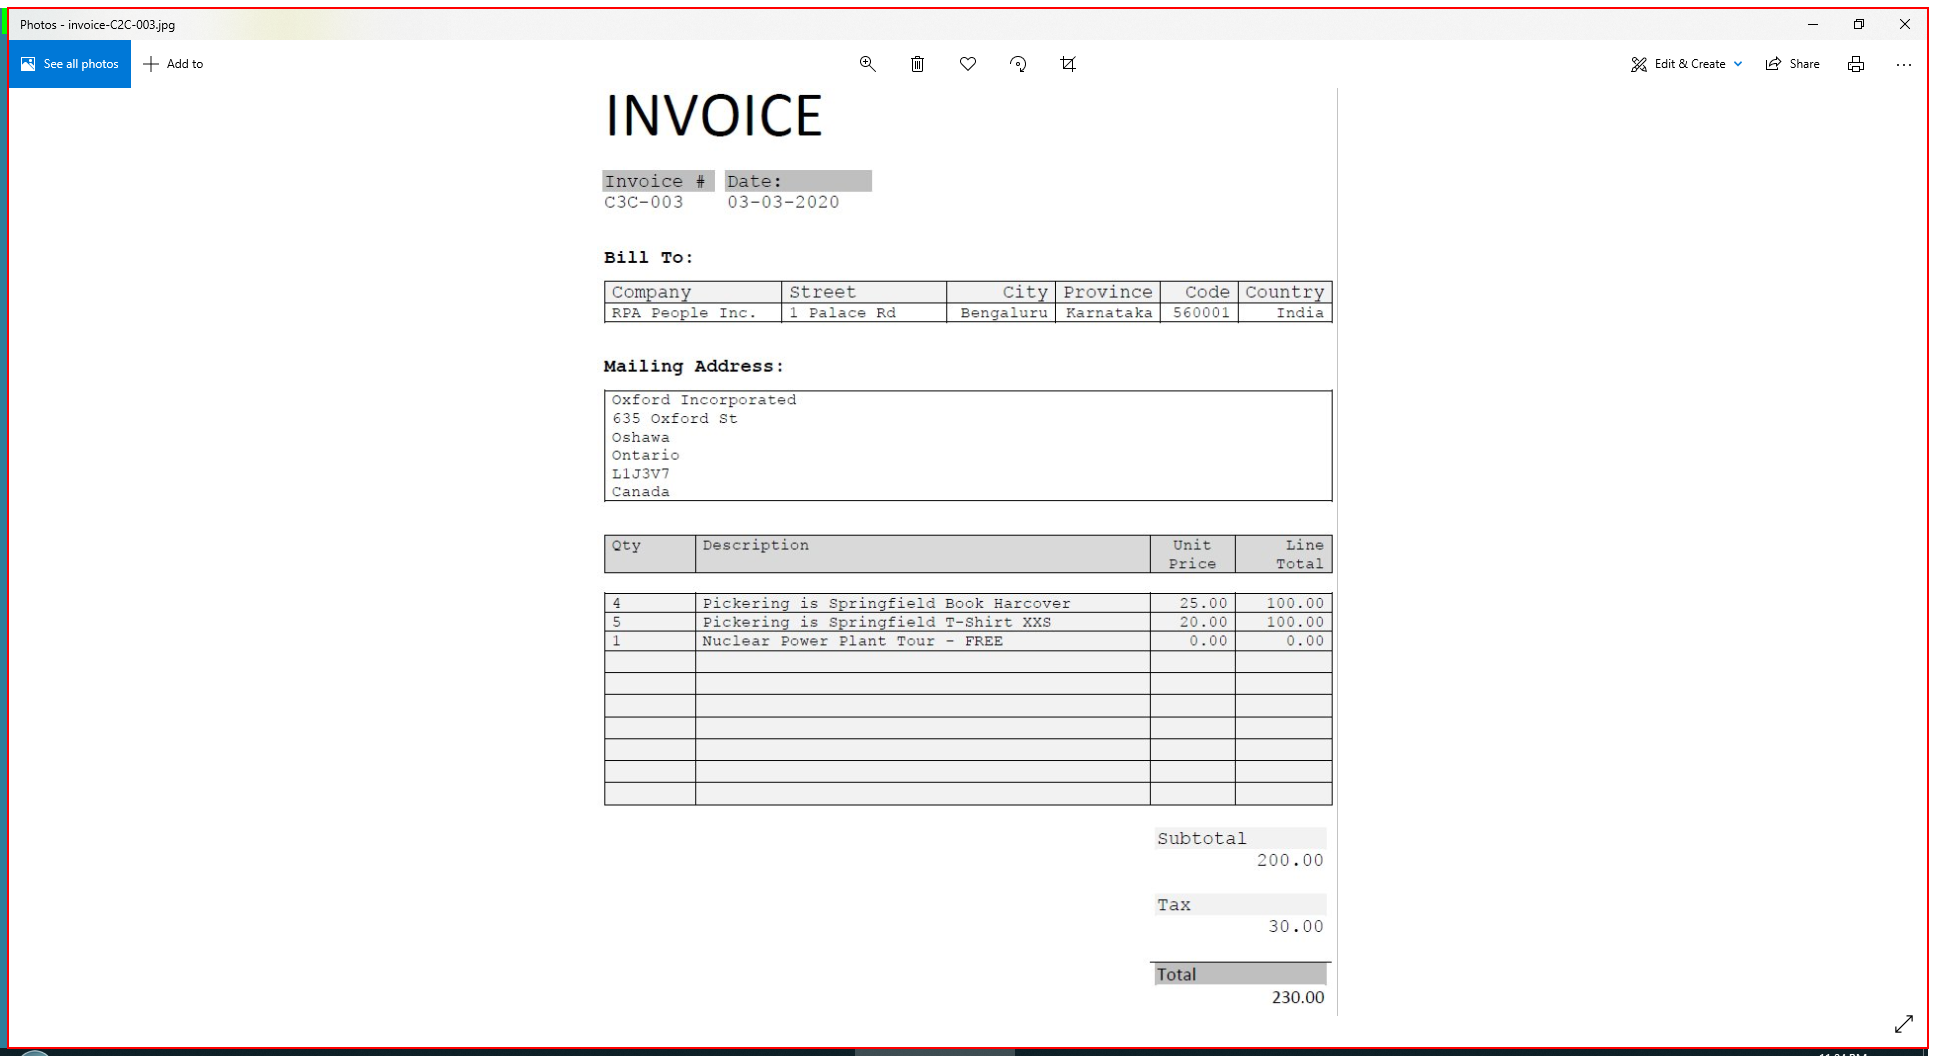 Photos - invoice-C2C-003.jpg
See all photos
Add to
Edit & Create
Share
INVOICE
Invoice # Date:
C3C-003 03-03-2020
Bill To:
Company Street City Province Code Country
RPA People Inc. 1 Palace Rd Bengaluru Karnataka 560001 India
Mailing Address:
Oxford Incorporated
635 Oxford St
Oshawa
Ontario
L1J3V7
Canada
Qty Description Unit Price Line Total
4 Pickering is Springfield Book Harcover 25.00 100.00
5 Pickering is Springfield T-Shirt XXS 20.00 100.00
1 Nuclear Power Plant Tour - FREE 0.00 0.00
Subtotal
200.00
Tax
30.00
Total
230.00